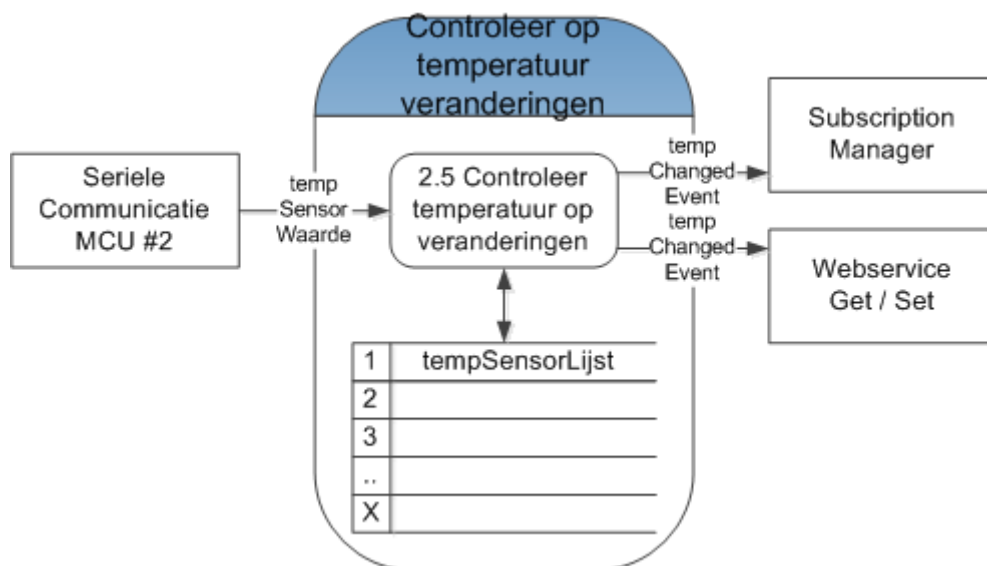 Controleer op
temperatuur
veranderingen
Seriele
Communicatie
MCU #2
temp
Sensor
Waarde
2.5 Controleer
temperatuur op
veranderingen
temp
Changed
Event
temp
Changed
Event
Subscription
Manager
Webservice
Get / Set
1 tempSensorLijst
2
3
..
X